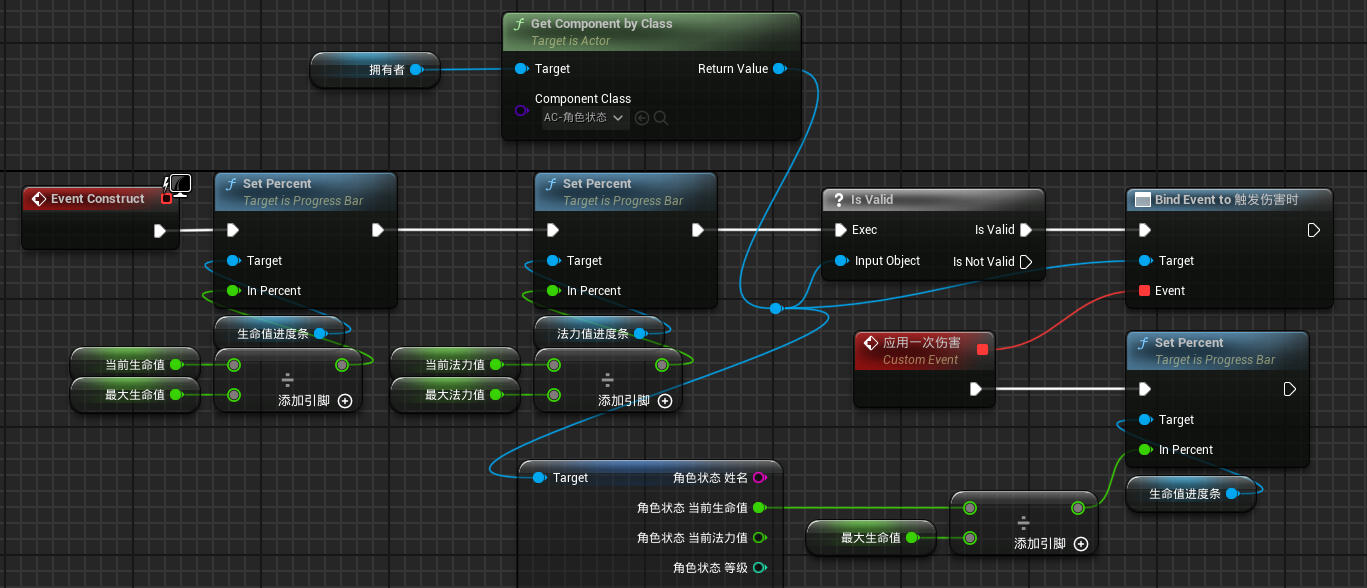 Get Component by Class
Target is Actor
拥有者
Target
Return Value
Component Class
AC-角色状态
Event Construct
Set Percent
Target is Progress Bar
Target
In Percent
生命值进度条
当前生命值
最大生命值
添加引脚
Set Percent
Target is Progress Bar
Target
In Percent
法力值进度条
当前法力值
最大法力值
添加引脚
? Is Valid
Exec
Is Valid
Input Object
Is Not Valid
Bind Event to 触发伤害时
Target
Event
应用一次伤害
Custom Event
Set Percent
Target is Progress Bar
Target
In Percent
生命值进度条
Target
角色状态 姓名
角色状态 当前生命值
角色状态 当前法力值
角色状态 等级
最大生命值
添加引脚